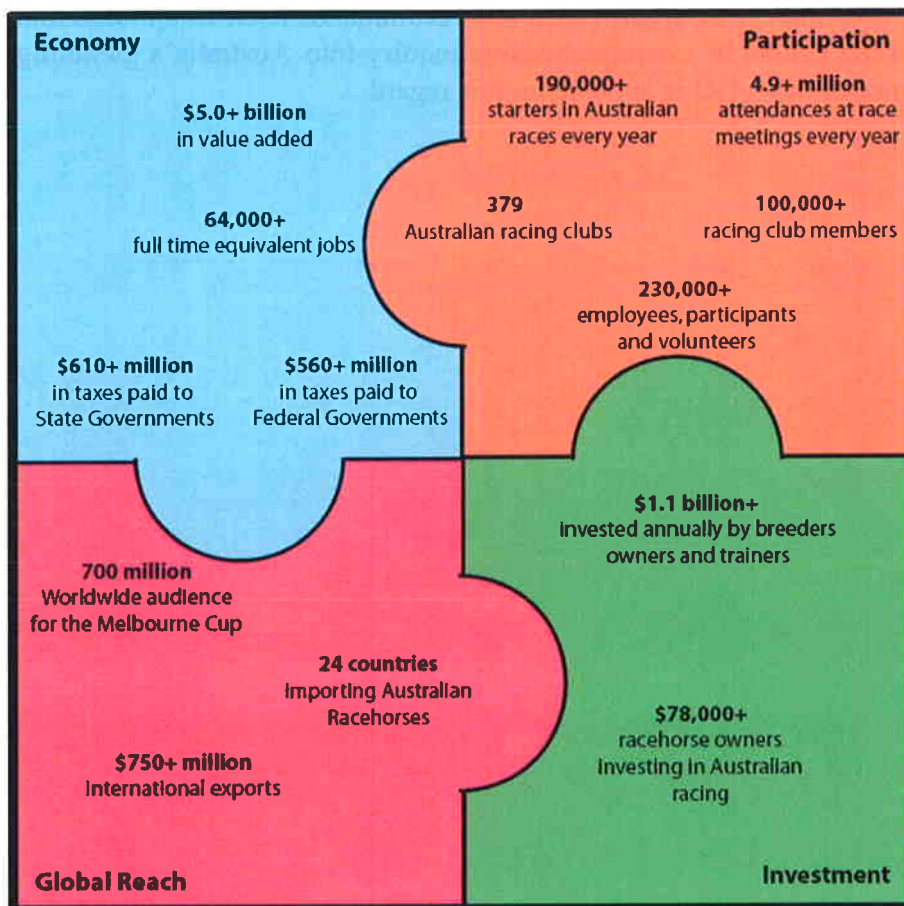 Economy
$5.0+ billion
in value added
64,000+
full time equivalent jobs
$610+ million
in taxes paid to
State Governments
$560+ million
in taxes paid to
Federal Governments
Participation
190,000+
starters in Australian
races every year
4.9+ million
attendances at race
meetings every year
379
Australian racing clubs
100,000+
racing club members
230,000+
employees, participants
and volunteers
700 million
Worldwide audience
for the Melbourne Cup
24 countries
importing Australian
Racehorses
$750+ million
International exports
Global Reach
$1.1 billion+
invested annually by breeders
owners and trainers
$78,000+
racehorse owners
investing in Australian
racing
Investment